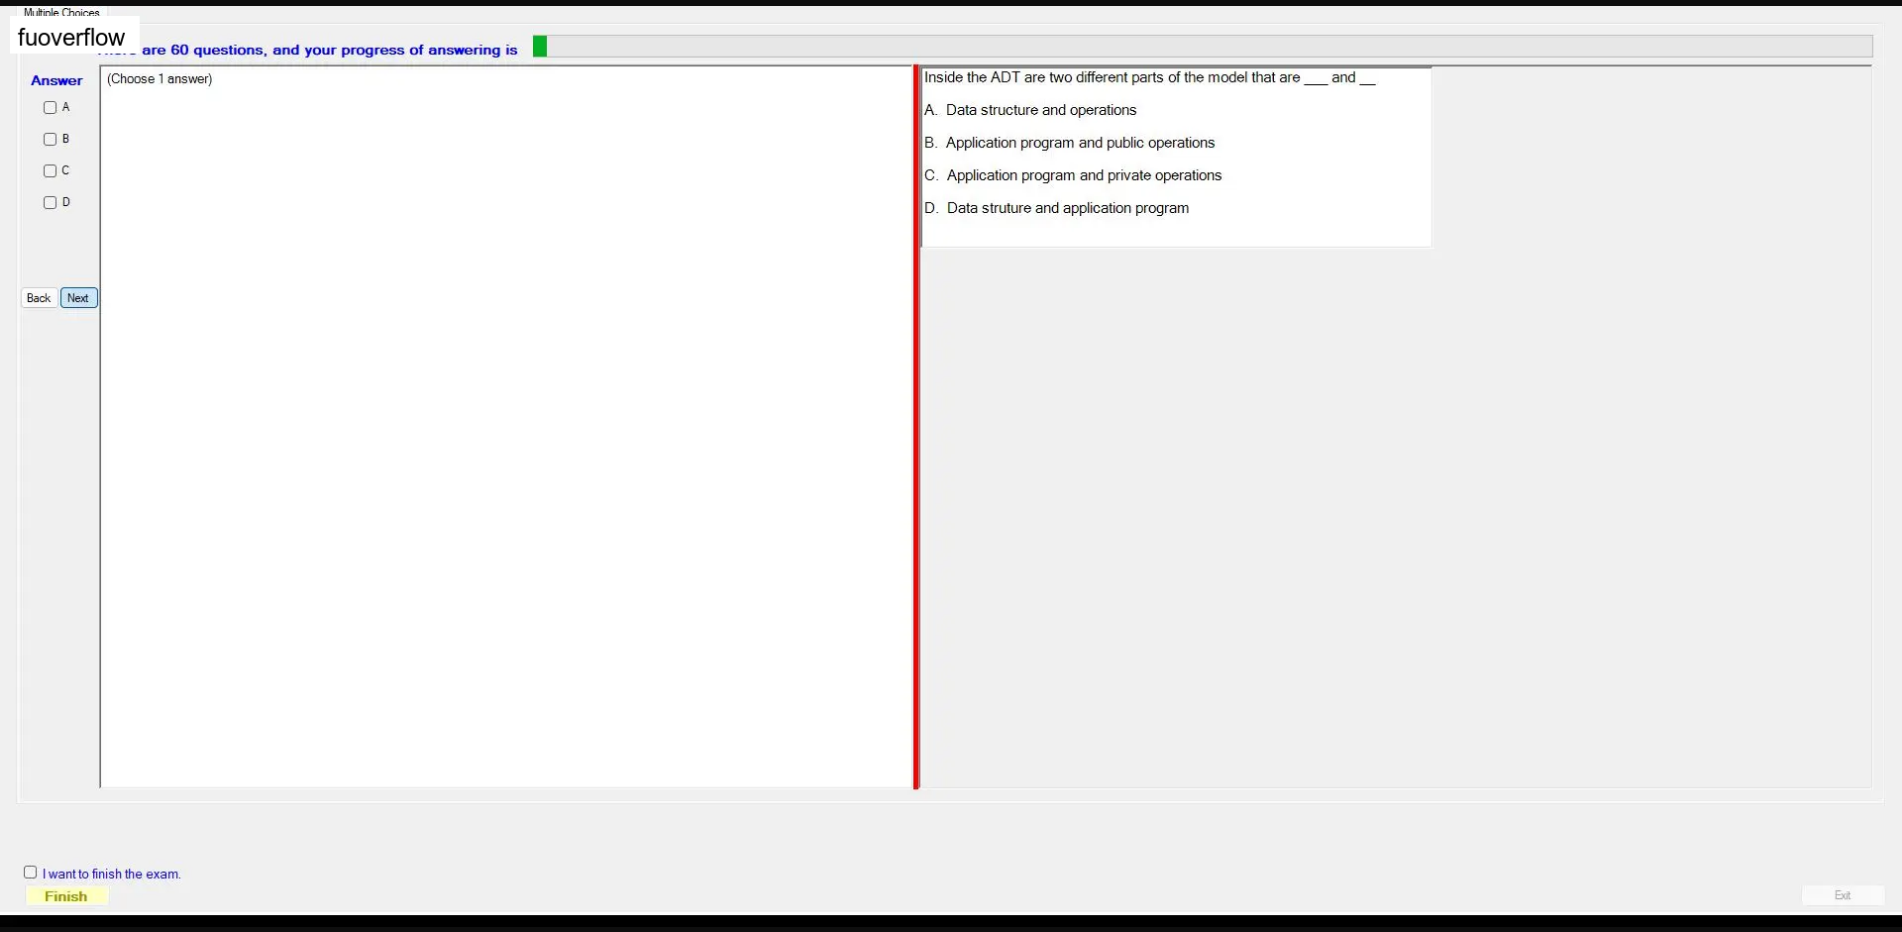 Multiple Choices
fuoverflow
are 60 questions, and your progress of answering is
Answer
A
B
C
D
Back Next
(Choose 1 answer)
Inside the ADT are two different parts of the model that are ___ and __
A. Data structure and operations
B. Application program and public operations
C. Application program and private operations
D. Data struture and application program
I want to finish the exam.
Finish
Exit